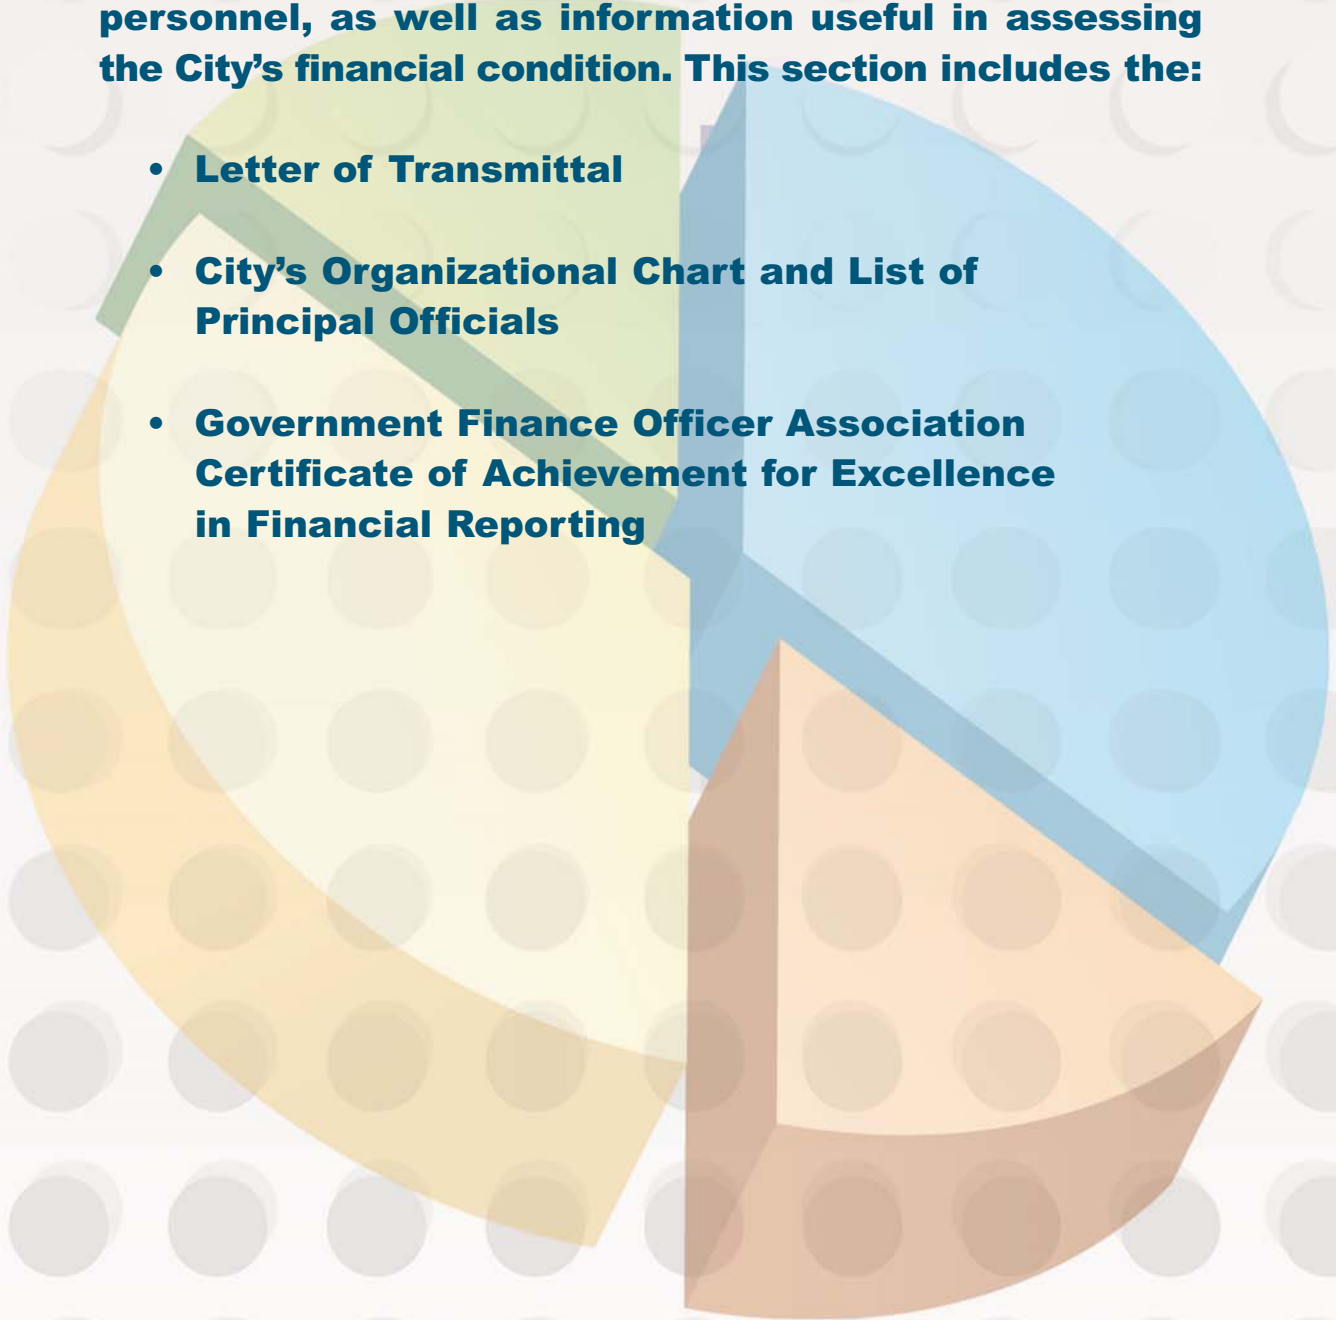 personnel, as well as information useful in assessing
the City’s financial condition. This section includes the:
• Letter of Transmittal
• City’s Organizational Chart and List of
Principal Officials
• Government Finance Officer Association
Certificate of Achievement for Excellence
in Financial Reporting